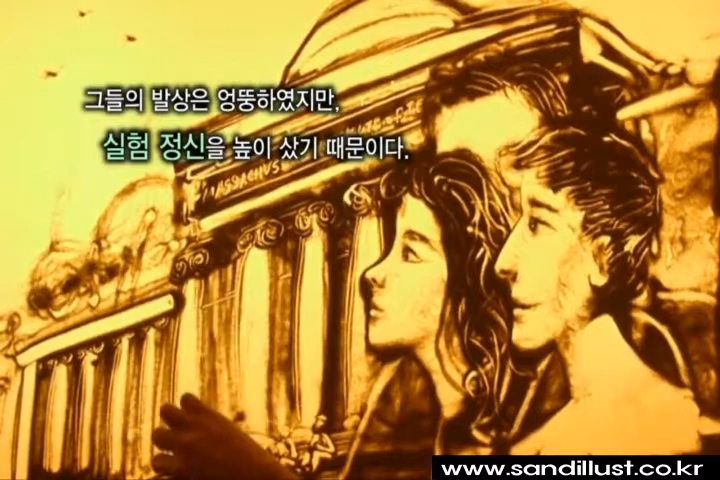 그들의 발상은 엉뚱하였지만,
실험 정신을 높이 샀기 때문이다.
www.sandillust.co.kr